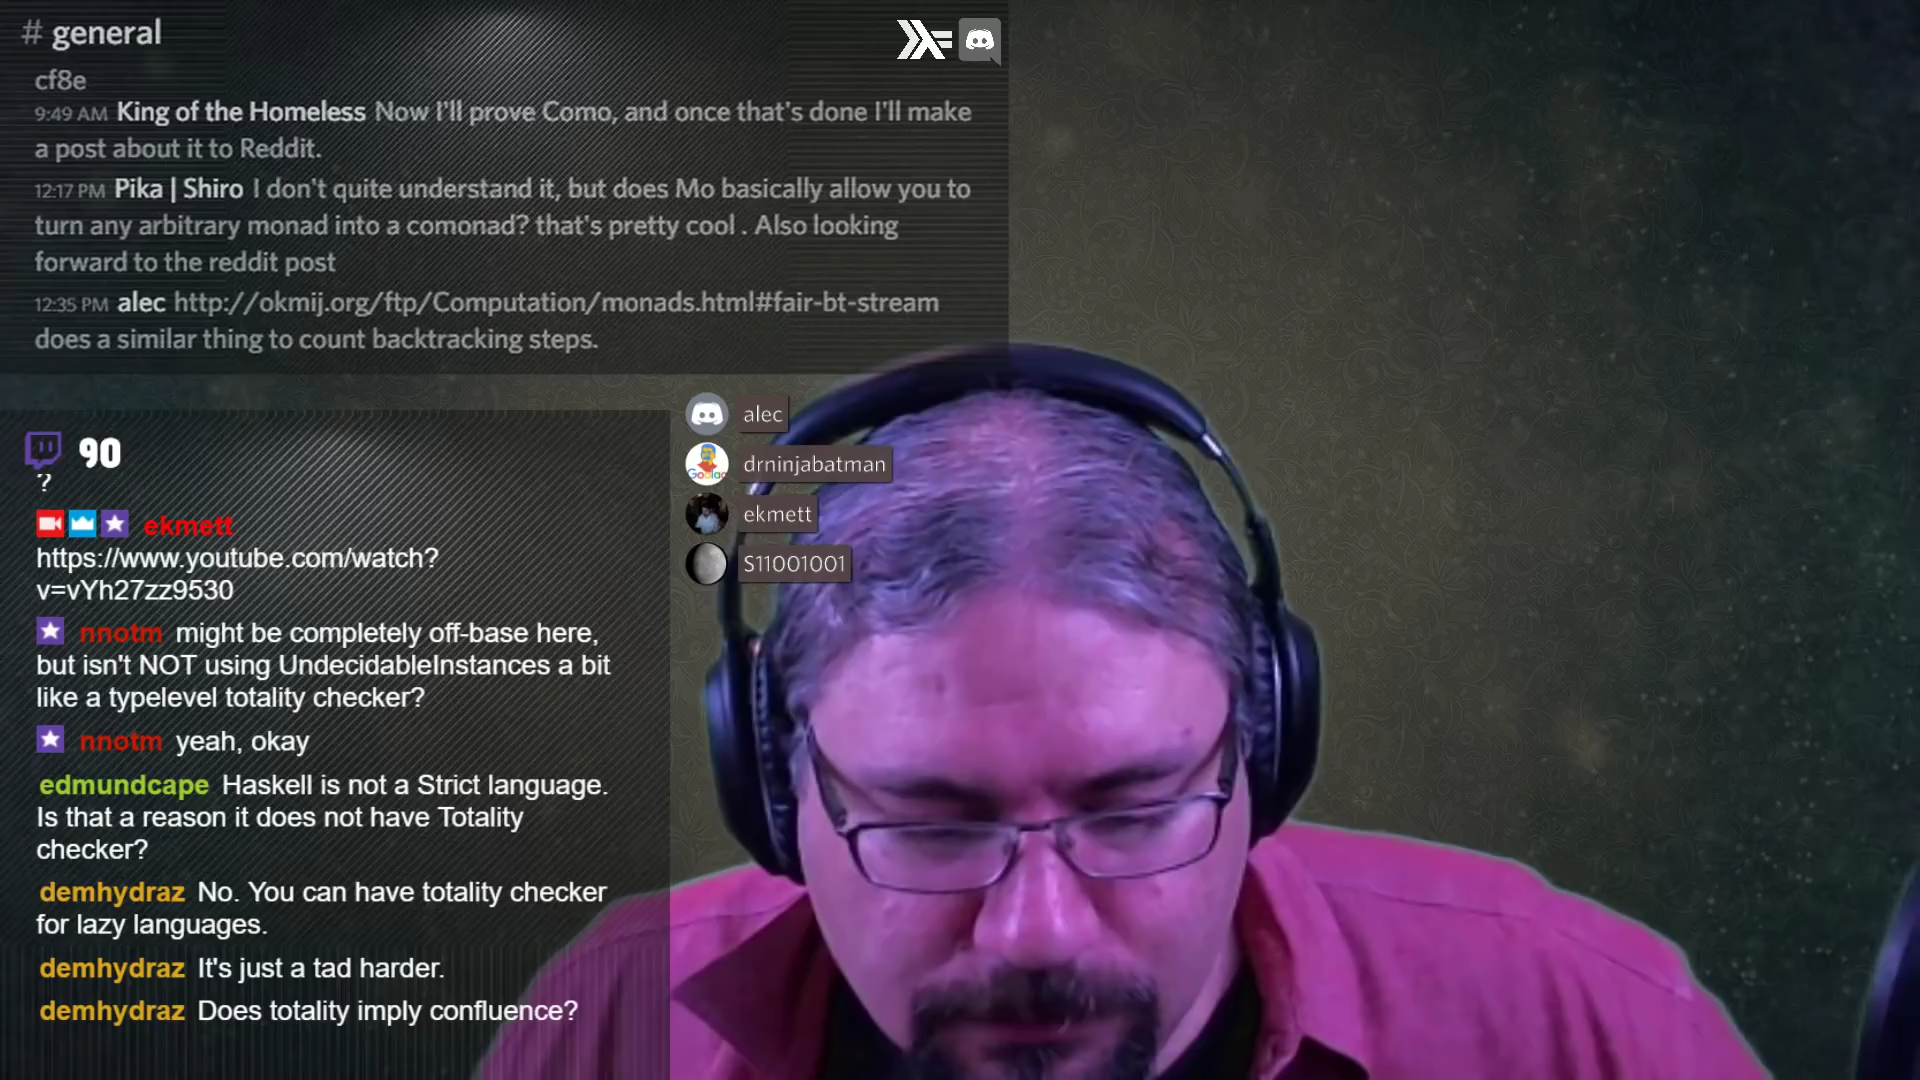 # general
cf8e
9:49 AM King of the Homeless Now I'll prove Como, and once that's done I'll make
a post about it to Reddit.
12:17 PM Pika | Shiro I don't quite understand it, but does Mo basically allow you to
turn any arbitrary monad into a comonad? that's pretty cool . Also looking
forward to the reddit post
12:35 PM alec http://okmij.org/ftp/Computation/monads.html#fair-bt-stream
does a similar thing to count backtracking steps.
90
?
ekmett
https://www.youtube.com/watch?
v=vYh27zz9530
nnotm might be completely off-base here,
but isn't NOT using UndecidableInstances a bit
like a typelevel totality checker?
nnotm yeah, okay
edmundcape Haskell is not a Strict language.
Is that a reason it does not have Totality
checker?
demhydraz No. You can have totality checker
for lazy languages.
demhydraz It's just a tad harder.
demhydraz Does totality imply confluence?
alec
drninjabatman
ekmett
S11001001